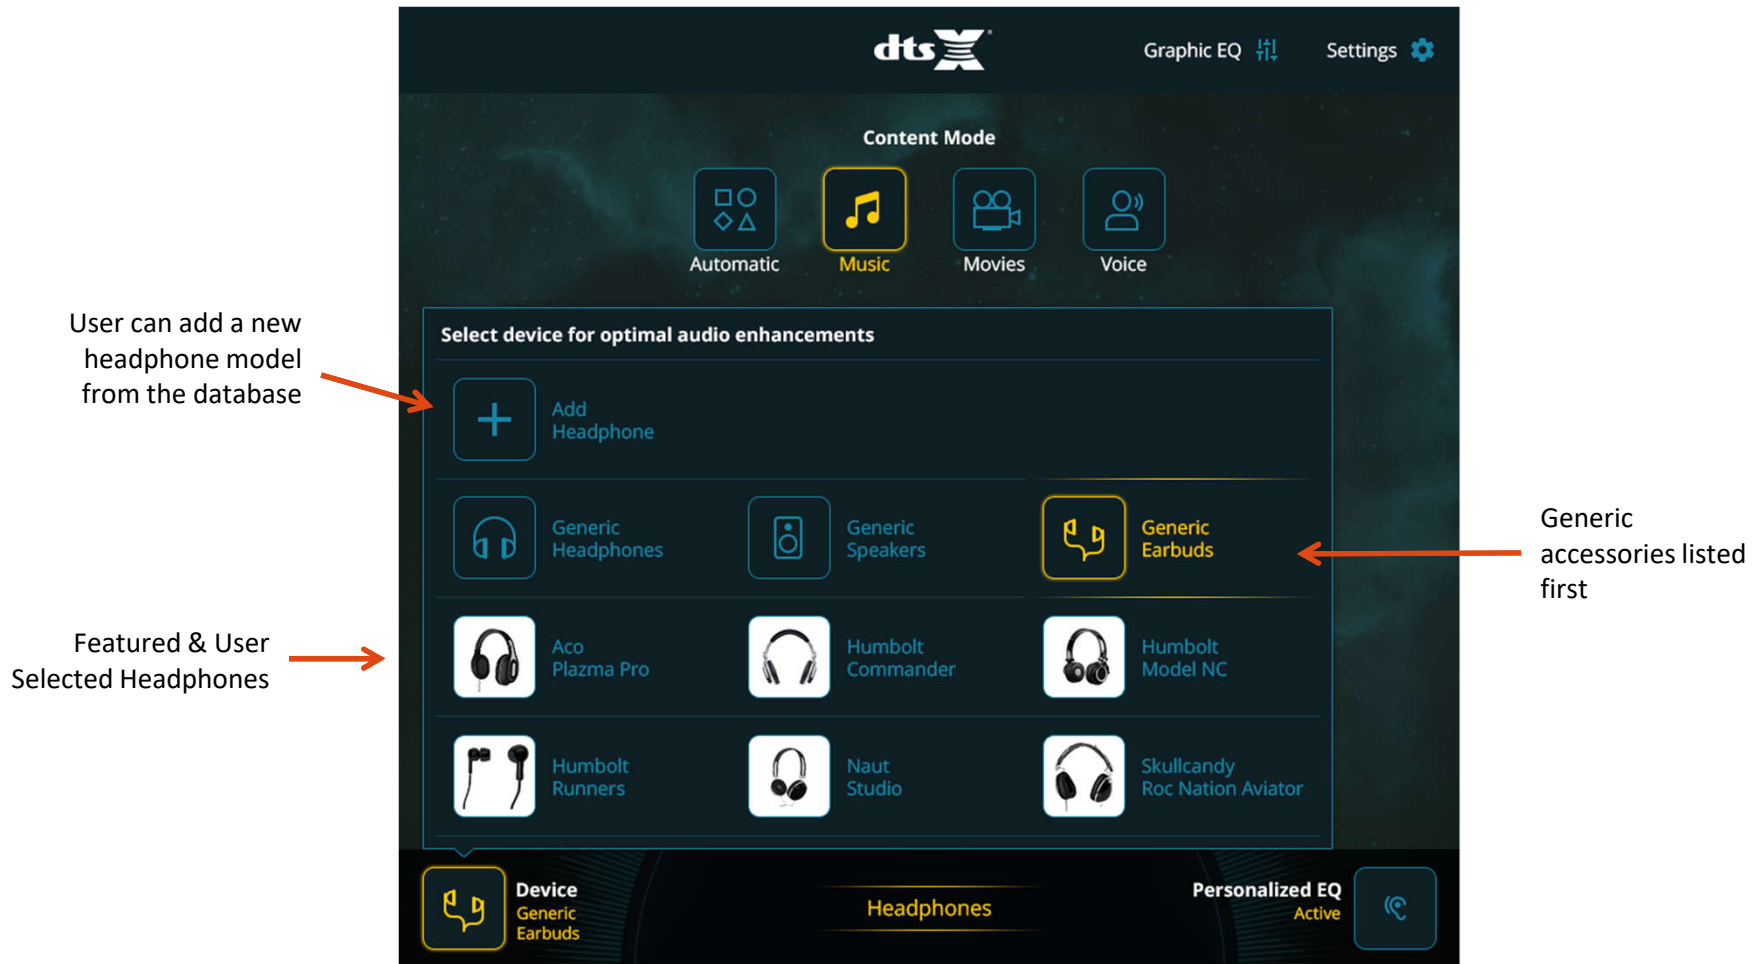 dts X
Graphic EQ
Settings
Content Mode
Automatic
Music
Movies
Voice
User can add a new
headphone model
from the database
Select device for optimal audio enhancements
Add
Headphone
Generic
Headphones
Generic
Speakers
Generic
Earbuds
Generic
accessories listed
first
Featured & User
Selected Headphones
Aco
Plazma Pro
Humbolt
Commander
Humbolt
Model NC
Humbolt
Runners
Naut
Studio
Skullcandy
Roc Nation Aviator
Device
Generic
Earbuds
Headphones
Personalized EQ
Active